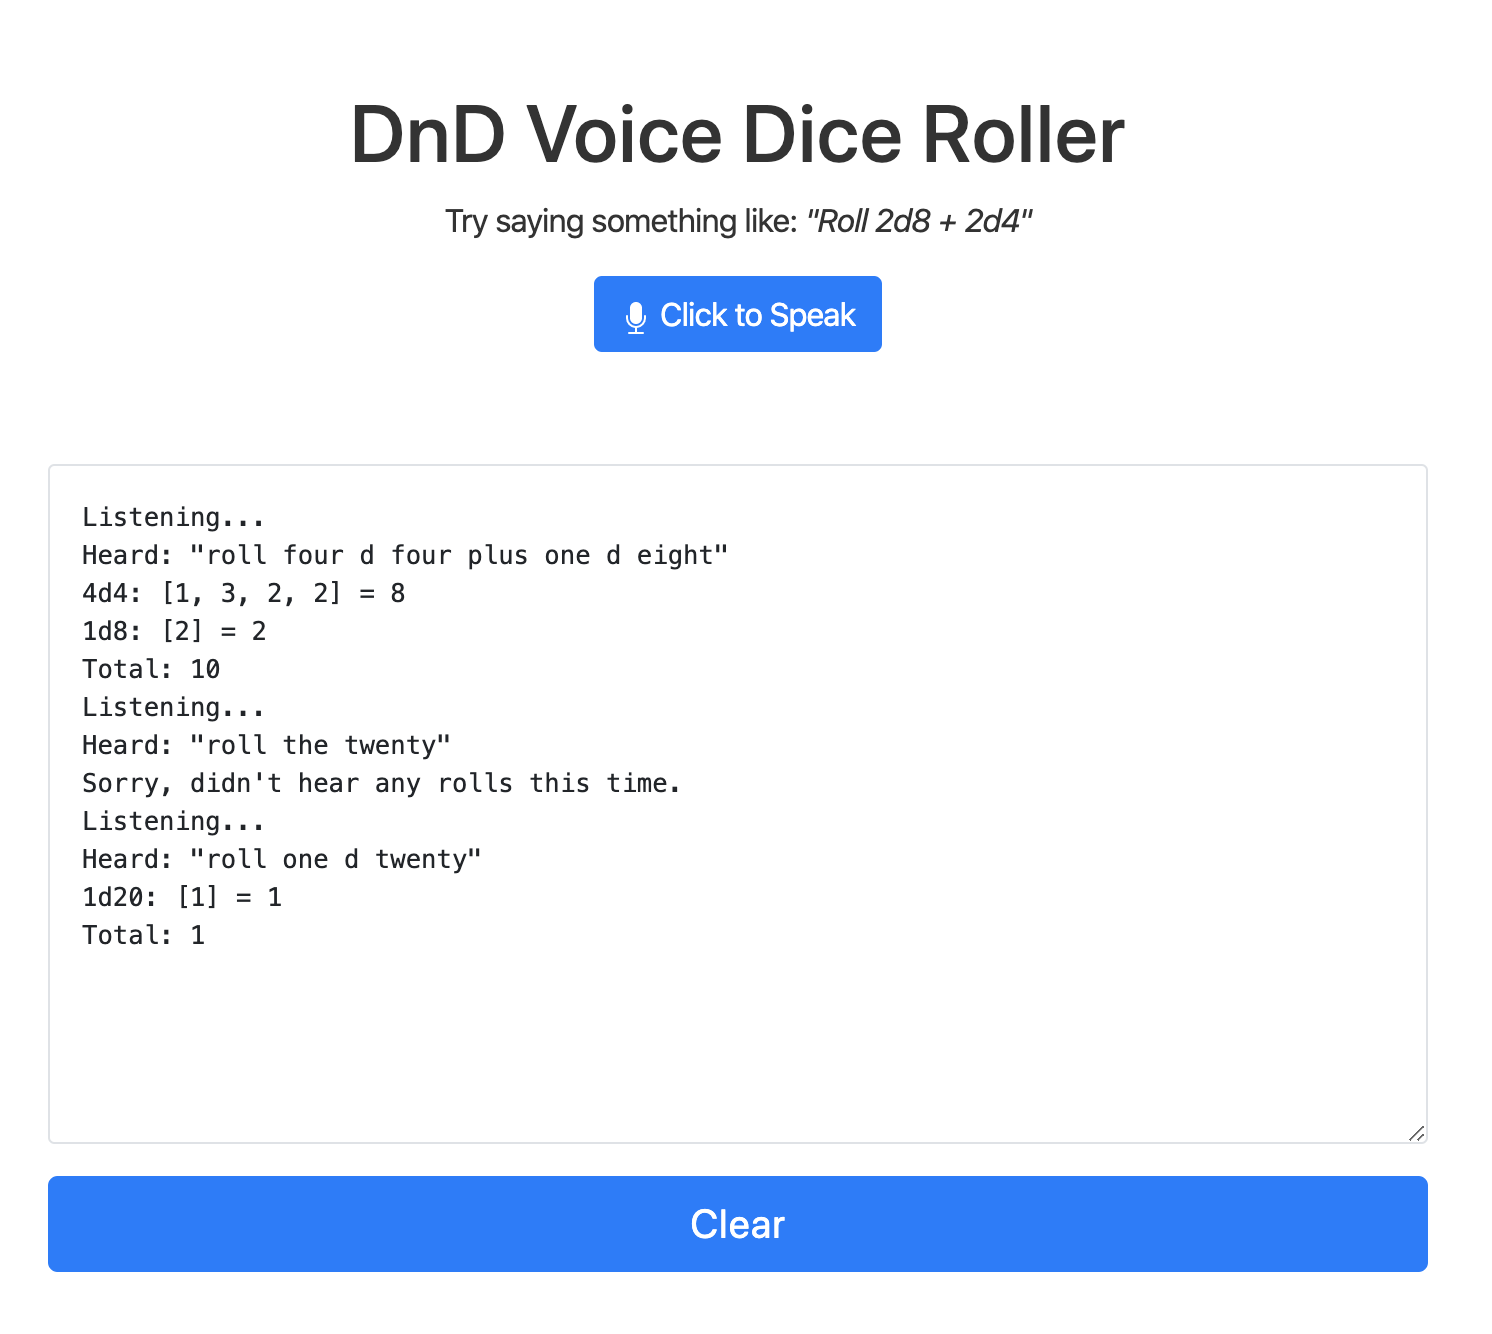 DnD Voice Dice Roller
Try saying something like: "Roll 2d8 + 2d4"
Click to Speak
Listening...
Heard: "roll four d four plus one d eight"
4d4: [1, 3, 2, 2] = 8
1d8: [2] = 2
Total: 10
Listening...
Heard: "roll the twenty"
Sorry, didn't hear any rolls this time.
Listening...
Heard: "roll one d twenty"
1d20: [1] = 1
Total: 1
Clear